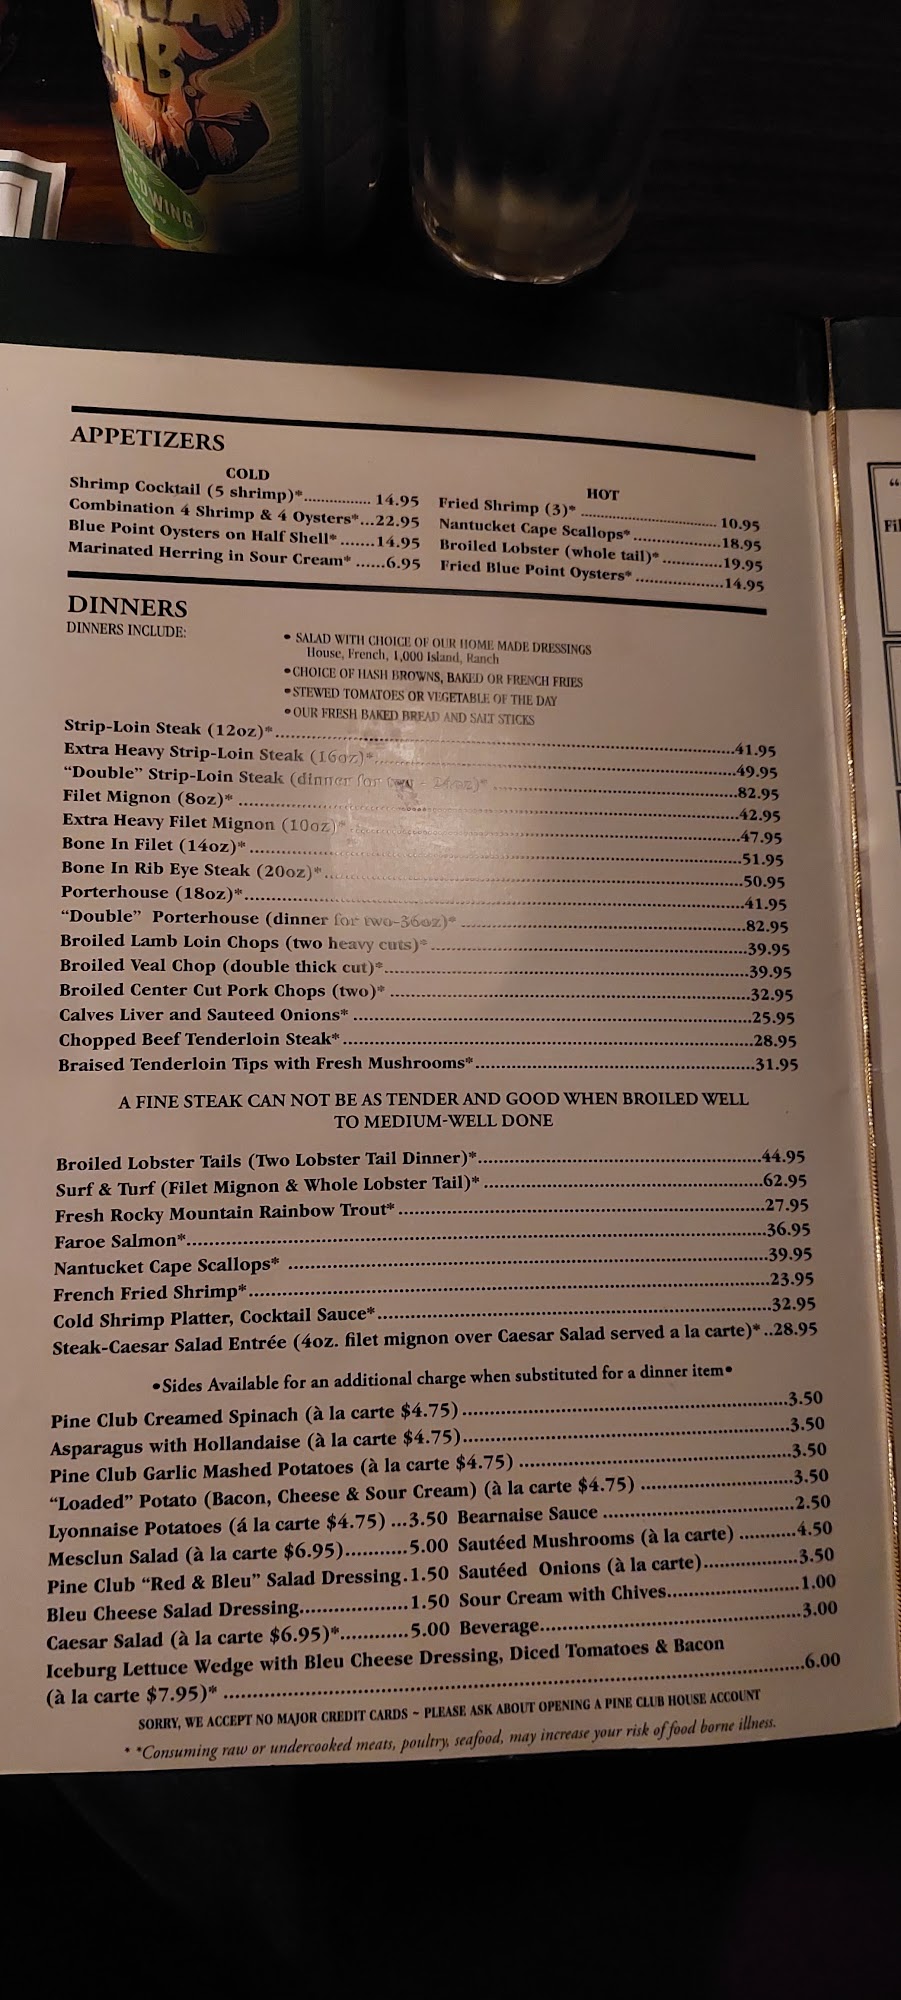 MB
EDWING
APPETIZERS
COLD
Shrimp Cocktail (5 shrimp)*............... 14.95
Combination 4 Shrimp & 4 Oysters*...22.95
Blue Point Oysters on Half Shell* .......14.95
Marinated Herring in Sour Cream* ......6.95
HOT
Fried Shrimp (3)* ............................... 10.95
Nantucket Cape Scallops*....................18.95
Broiled Lobster (whole tail)* .............19.95
Fried Blue Point Oysters* ....................14.95
DINNERS
DINNERS INCLUDE:
• SALAD WITH CHOICE OF OUR HOME MADE DRESSINGS
House, French, 1,000 Island, Ranch
• CHOICE OF HASH BROWNS, BAKED OR FRENCH FRIES
• STEWED TOMATOES OR VEGETABLE OF THE DAY
• OUR FRESH BAKED BREAD AND SALT STICKS
Strip-Loin Steak (12oz)*...........41.95
Extra Heavy Strip-Loin Steak (16oz)*...........49.95
“Double” Strip-Loin Steak (dinner for two - 24oz)* ...........82.95
Filet Mignon (8oz)* ...........42.95
Extra Heavy Filet Mignon (10oz)*...........47.95
Bone In Filet (14oz)*...........51.95
Bone In Rib Eye Steak (20oz)*...........50.95
Porterhouse (18oz)*...........41.95
“Double” Porterhouse (dinner for two-36oz)* ...........82.95
Broiled Lamb Loin Chops (two heavy cuts)* ...........39.95
Broiled Veal Chop (double thick cut)*...........39.95
Broiled Center Cut Pork Chops (two)* ...........32.95
Calves Liver and Sauteed Onions* ...........25.95
Chopped Beef Tenderloin Steak*...........28.95
Braised Tenderloin Tips with Fresh Mushrooms*...........31.95
A FINE STEAK CAN NOT BE AS TENDER AND GOOD WHEN BROILED WELL
TO MEDIUM-WELL DONE
Broiled Lobster Tails (Two Lobster Tail Dinner)*...........44.95
Surf & Turf (Filet Mignon & Whole Lobster Tail)* ...........62.95
Fresh Rocky Mountain Rainbow Trout* ...........27.95
Faroe Salmon*...........36.95
Nantucket Cape Scallops* ...........39.95
French Fried Shrimp*...........23.95
Cold Shrimp Platter, Cocktail Sauce*...........32.95
Steak-Caesar Salad Entrée (4oz. filet mignon over Caesar Salad served a la carte)* ..28.95
•Sides Available for an additional charge when substituted for a dinner item•
Pine Club Creamed Spinach (à la carte $4.75) ...........3.50
Asparagus with Hollandaise (à la carte $4.75)...........3.50
Pine Club Garlic Mashed Potatoes (à la carte $4.75) ...........3.50
“Loaded” Potato (Bacon, Cheese & Sour Cream) (à la carte $4.75) ...........3.50
Lyonnaise Potatoes (á la carte $4.75) ...3.50 Bearnaise Sauce ...........2.50
Mesclun Salad (à la carte $6.95)...........5.00 Sautéed Mushrooms (à la carte) ..........4.50
Pine Club “Red & Bleu” Salad Dressing.1.50 Sautéed Onions (à la carte)...........3.50
Bleu Cheese Salad Dressing...........1.50 Sour Cream with Chives...........1.00
Caesar Salad (à la carte $6.95)*...........5.00 Beverage...........3.00
Iceburg Lettuce Wedge with Bleu Cheese Dressing, Diced Tomatoes & Bacon
(à la carte $7.95)* ...........6.00
SORRY, WE ACCEPT NO MAJOR CREDIT CARDS ~ PLEASE ASK ABOUT OPENING A PINE CLUB HOUSE ACCOUNT
* *Consuming raw or undercooked meats, poultry, seafood, may increase your risk of food borne illness.